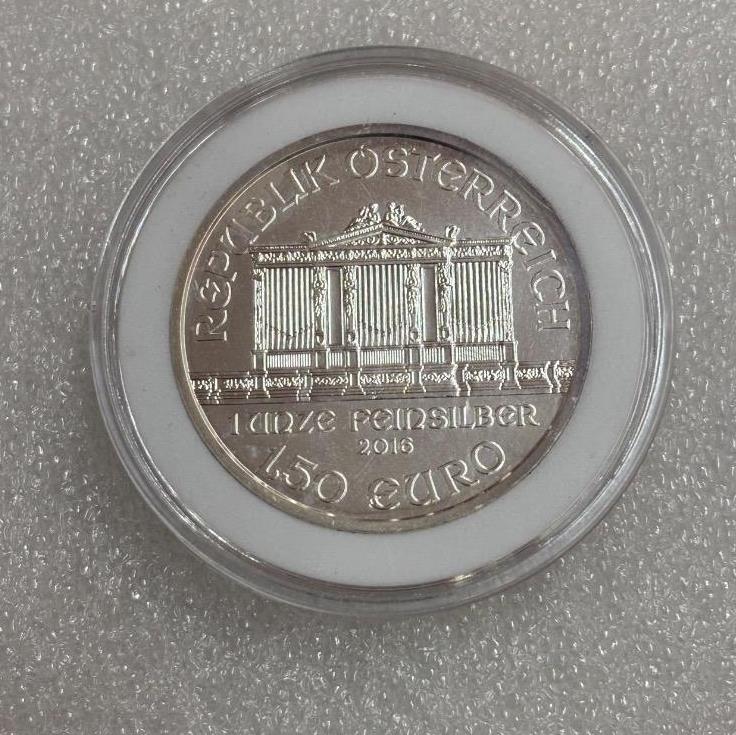 REPUBLIK ÖSTERREICH
1 UNZE FEINSILBER
2016
1,50 EURO